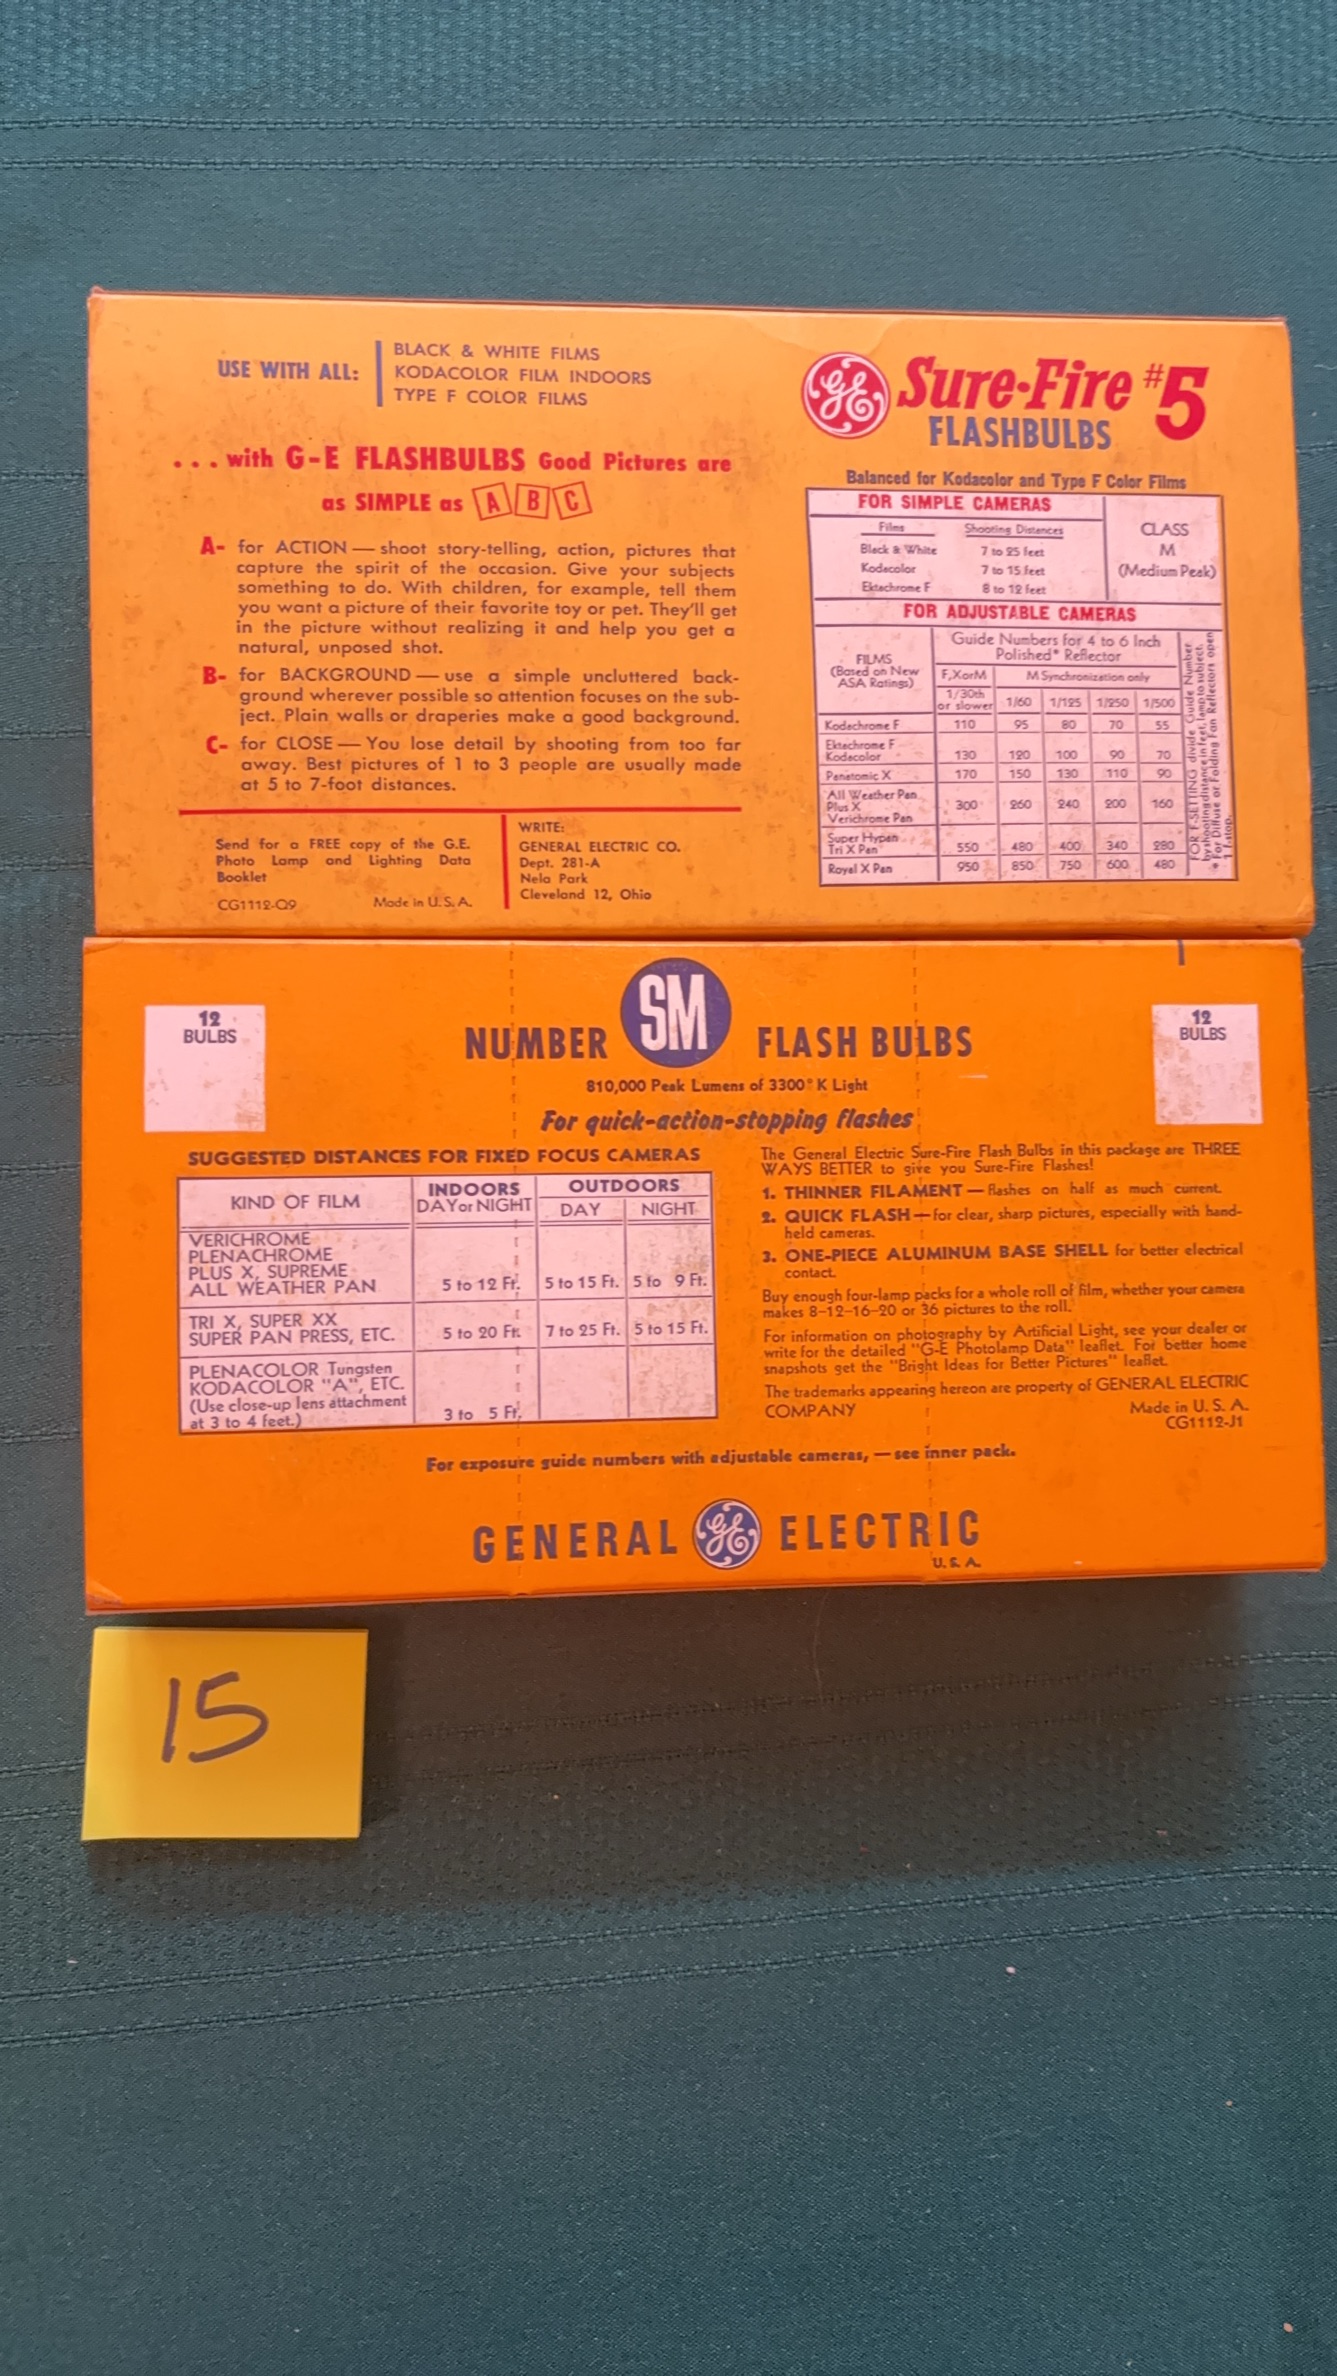 USE WITH ALL:
BLACK & WHITE FILMS
KODACOLOR FILM INDOORS
TYPE F COLOR FILMS
...with G-E FLASHBULBS Good Pictures are
as SIMPLE as A B C
A- for ACTION — shoot story-telling, action, pictures that
capture the spirit of the occasion. Give your subjects
something to do. With children, for example, tell them
you want a picture of their favorite toy or pet. They'll get
in the picture without realizing it and help you get a
natural, unposed shot.
B- for BACKGROUND — use a simple uncluttered back-
ground wherever possible so attention focuses on the sub-
ject. Plain walls or draperies make a good background.
C- for CLOSE — You lose detail by shooting from too far
away. Best pictures of 1 to 3 people are usually made
at 5 to 7-foot distances.
Send for a FREE copy of the G.E.
Photo Lamp and Lighting Data
Booklet
CG1112-Q9 Made in U.S.A.
WRITE:
GENERAL ELECTRIC CO.
Dept. 281-A
Nela Park
Cleveland 12, Ohio
GE Sure-Fire #5
FLASHBULBS
Balanced for Kodacolor and Type F Color Films
FOR SIMPLE CAMERAS
Films Shooting Distances
Black & White 7 to 25 feet
Kodacolor 7 to 15 feet
Ektachrome F 8 to 12 feet
CLASS
M
(Medium Peak)
FOR ADJUSTABLE CAMERAS
FILMS
(Based on New
ASA Ratings)
Guide Numbers for 4 to 6 Inch
Polished* Reflector
F,XorM M Synchronization only
1/30th
or slower 1/60 1/125 1/250 1/500
Kodachrome F 110 95 80 70 55
Ektachrome F
Kodacolor 130 120 100 90 70
Panatomic X 170 150 130 110 90
All Weather Pan
Plus X 300 260 240 200 160
Verichrome Pan
Super Hypan
Tri X Pan 550 480 400 340 280
Royal X Pan 950 850 750 600 480
FOR F-SETTING divide Guide Number
by shooting distance in feet, lamp to subject.
* For Diffuse or Folding Fan Reflectors open
1 f-stop.
12
BULBS
NUMBER SM FLASH BULBS
12
BULBS
810,000 Peak Lumens of 3300° K Light
For quick-action-stopping flashes
SUGGESTED DISTANCES FOR FIXED FOCUS CAMERAS
KIND OF FILM
INDOORS
DAY or NIGHT
OUTDOORS
DAY NIGHT
VERICHROME
PLENACHROME
PLUS X, SUPREME
ALL WEATHER PAN 5 to 12 Ft. 5 to 15 Ft. 5 to 9 Ft.
TRI X, SUPER XX
SUPER PAN PRESS, ETC. 5 to 20 Ft. 7 to 25 Ft. 5 to 15 Ft.
PLENACOLOR Tungsten
KODACOLOR "A", ETC.
(Use close-up lens attachment
at 3 to 4 feet.) 3 to 5 Ft.
The General Electric Sure-Fire Flash Bulbs in this package are THREE
WAYS BETTER to give you Sure-Fire Flashes!
1. THINNER FILAMENT — flashes on half as much current.
2. QUICK FLASH — for clear, sharp pictures, especially with hand-
held cameras.
3. ONE-PIECE ALUMINUM BASE SHELL for better electrical
contact.
Buy enough four-lamp packs for a whole roll of film, whether your camera
makes 8-12-16-20 or 36 pictures to the roll.
For information on photography by Artificial Light, see your dealer or
write for the detailed "G-E Photolamp Data" leaflet. For better home
snapshots get the "Bright Ideas for Better Pictures" leaflet.
The trademarks appearing hereon are property of GENERAL ELECTRIC
COMPANY Made in U. S. A.
CG1112-J1
For exposure guide numbers with adjustable cameras, — see inner pack.
GENERAL GE ELECTRIC
U.S.A.
15